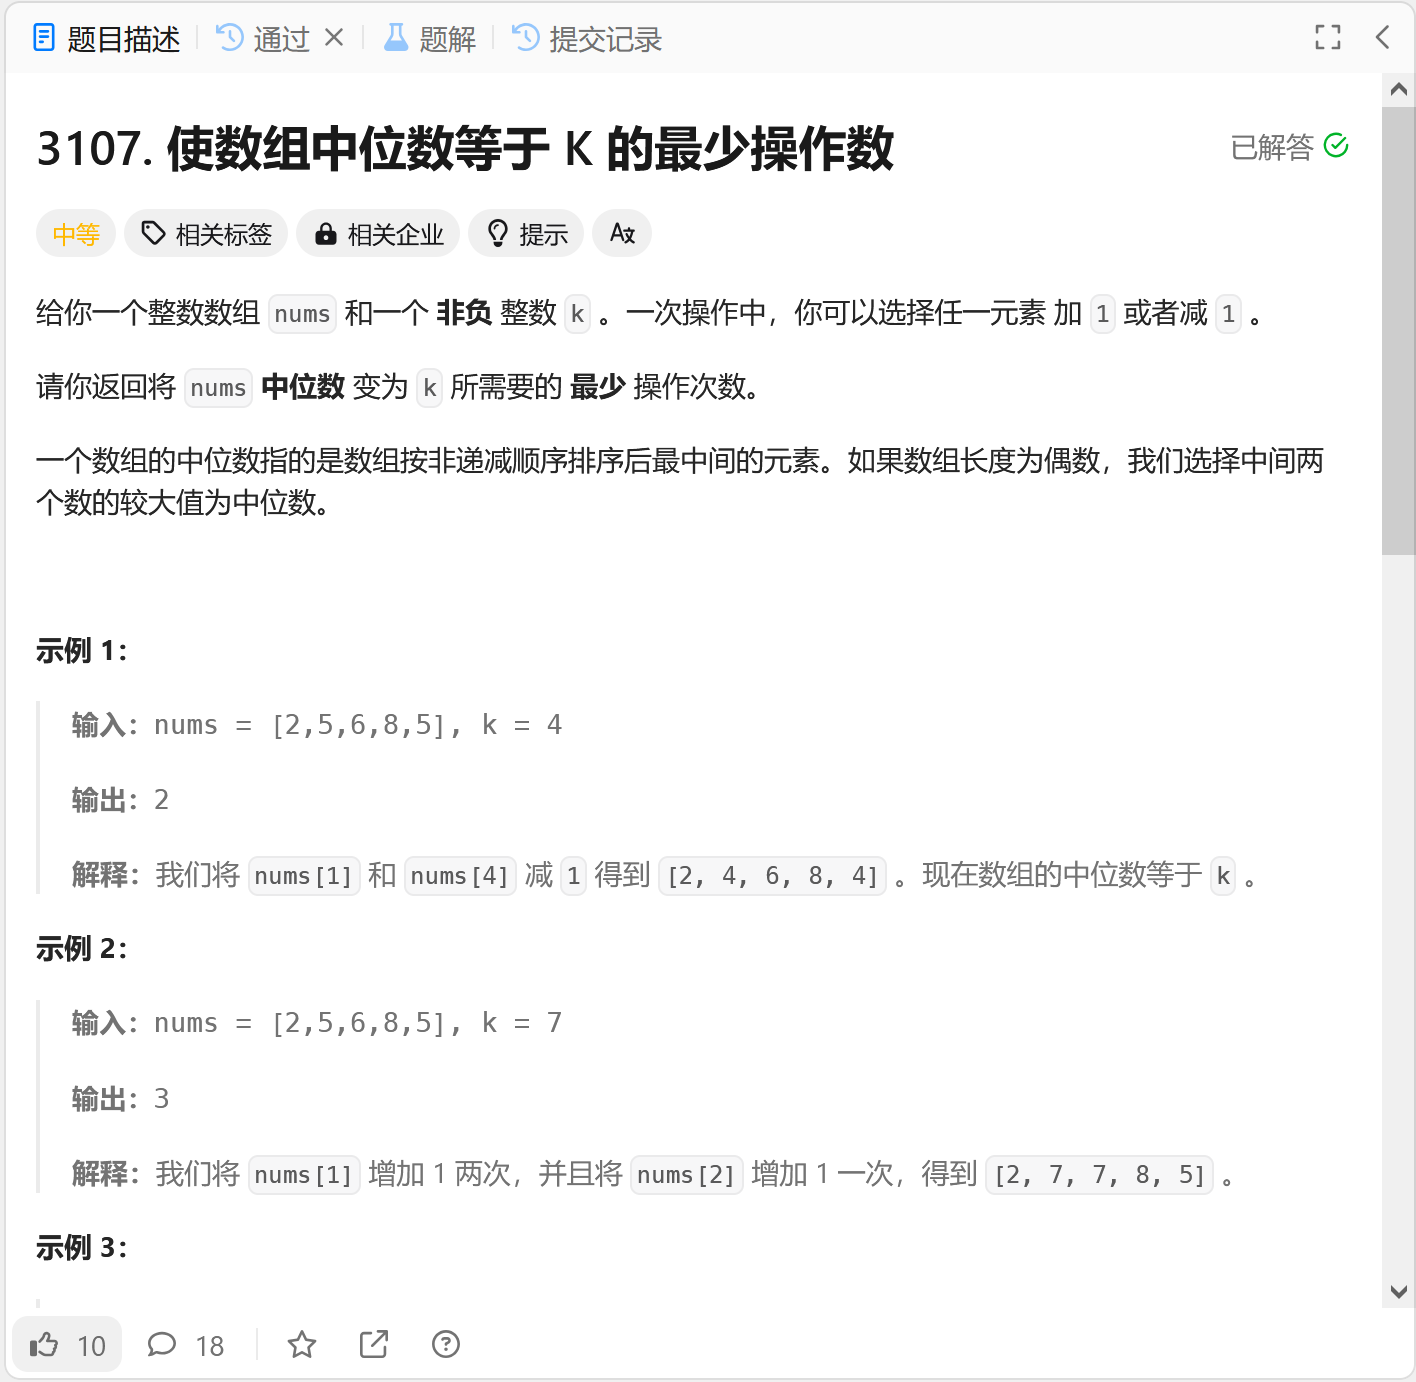 题目描述 通过 题解 提交记录
3107. 使数组中位数等于 K 的最少操作数 已解答
中等 相关标签 相关企业 提示
给你一个整数数组 nums 和一个 非负 整数 k 。一次操作中，你可以选择任一元素 加 1 或者减 1 。
请你返回将 nums 中位数 变为 k 所需要的 最少 操作次数。
一个数组的中位数指的是数组按非递减顺序排序后最中间的元素。如果数组长度为偶数，我们选择中间两
个数的较大值为中位数。
示例 1：
输入：nums = [2,5,6,8,5], k = 4
输出：2
解释：我们将 nums[1] 和 nums[4] 减 1 得到 [2, 4, 6, 8, 4] 。现在数组的中位数等于 k 。
示例 2：
输入：nums = [2,5,6,8,5], k = 7
输出：3
解释：我们将 nums[1] 增加 1 两次，并且将 nums[2] 增加 1 一次，得到 [2, 7, 7, 8, 5] 。
示例 3：
10 18